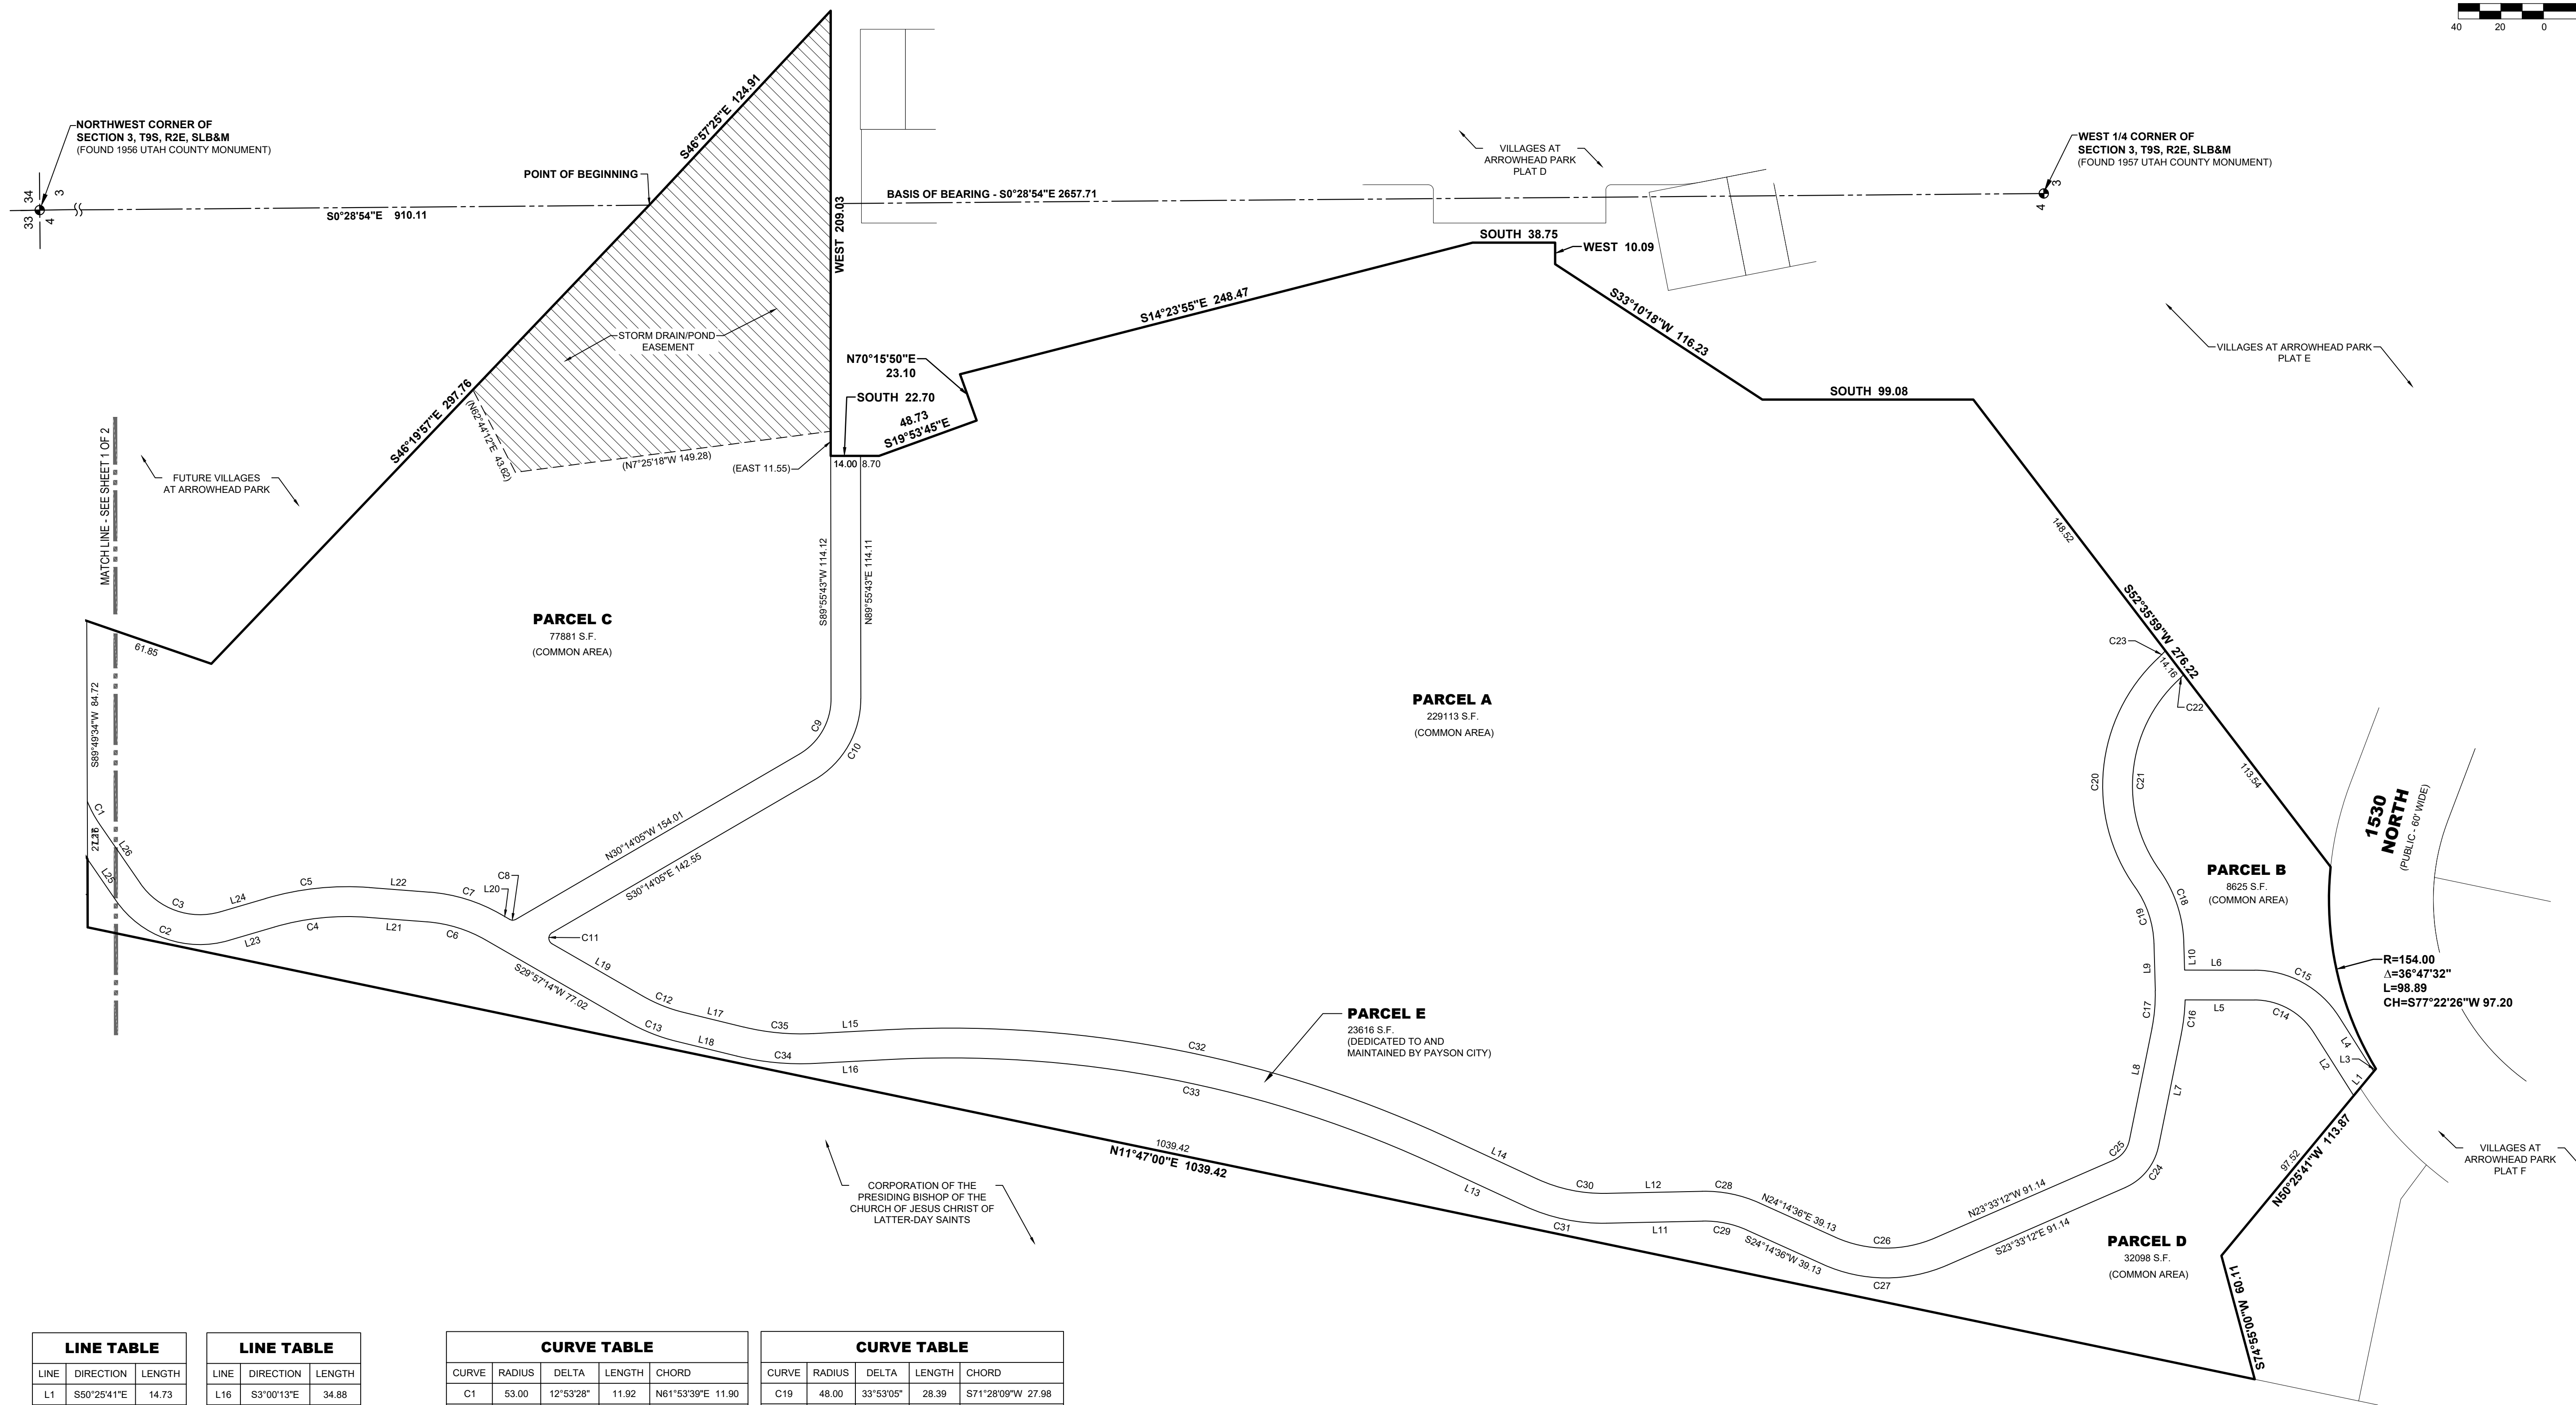 40 20 0
NORTHWEST CORNER OF
SECTION 3, T9S, R2E, SLB&M
(FOUND 1956 UTAH COUNTY MONUMENT)
34
3
33
4
S0°28'54"E 910.11
POINT OF BEGINNING
S46°57'25"E 124.91
WEST 209.03
BASIS OF BEARING - S0°28'54"E 2657.71
VILLAGES AT
ARROWHEAD PARK
PLAT D
WEST 1/4 CORNER OF
SECTION 3, T9S, R2E, SLB&M
(FOUND 1957 UTAH COUNTY MONUMENT)
3
4
SOUTH 38.75
WEST 10.09
S14°23'55"E 248.47
S33°10'18"W 116.23
STORM DRAIN/POND
EASEMENT
N70°15'50"E
23.10
SOUTH 22.70
48.73
S19°53'45"E
VILLAGES AT ARROWHEAD PARK
PLAT E
SOUTH 99.08
S46°19'57"E 297.76
(N62°44'12"E 43.62)
(N7°25'18"W 149.28)
(EAST 11.55)
14.00
8.70
MATCH LINE - SEE SHEET 1 OF 2
FUTURE VILLAGES
AT ARROWHEAD PARK
148.52
S52°35'59"W 276.22
S89°55'43"W 114.12
N89°55'43"E 114.11
PARCEL C
77881 S.F.
(COMMON AREA)
61.85
S89°49'34"W 84.72
C23
14.16
C22
PARCEL A
229113 S.F.
(COMMON AREA)
C9
C10
C20
C21
113.54
1530
NORTH
(PUBLIC - 60' WIDE)
C1
L26
L25
N30°14'05"W 154.01
S30°14'05"E 142.55
C8
L20
C3
L24
C5
L22
C7
C2
L23
C4
L21
C6
C11
PARCEL B
8625 S.F.
(COMMON AREA)
C18
C19
L10
L9
L6
C15
R=154.00
Δ=36°47'32"
L=98.89
CH=S77°22'26"W 97.20
L19
S29°57'14"W 77.02
C12
L17
C35
L15
C13
L18
C34
L16
PARCEL E
23616 S.F.
(DEDICATED TO AND
MAINTAINED BY PAYSON CITY)
C32
C33
C17
C16
L5
C14
L4
L3
L2
L1
L8
L7
1039.42
N11°47'00"E 1039.42
L14
L13
C25
C24
97.52
N50°25'41"W 113.87
VILLAGES AT
ARROWHEAD PARK
PLAT F
CORPORATION OF THE
PRESIDING BISHOP OF THE
CHURCH OF JESUS CHRIST OF
LATTER-DAY SAINTS
C30
L12
C28
N24°14'36"E 39.13
C31
L11
C29
S24°14'36"W 39.13
C26
C27
N23°33'12"W 91.14
S23°33'12"E 91.14
PARCEL D
32098 S.F.
(COMMON AREA)
S74°55'00"W 60.11
LINE TABLE
LINE DIRECTION LENGTH
L1 S50°25'41"E 14.73
LINE TABLE
LINE DIRECTION LENGTH
L16 S3°00'13"E 34.88
CURVE TABLE
CURVE RADIUS DELTA LENGTH CHORD
C1 53.00 12°53'28" 11.92 N61°53'39"E 11.90
CURVE TABLE
CURVE RADIUS DELTA LENGTH CHORD
C19 48.00 33°53'05" 28.39 S71°28'09"W 27.98